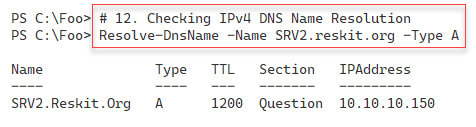 PS C:\Foo> # 12. Checking IPv4 DNS Name Resolution
PS C:\Foo> Resolve-DnsName -Name SRV2.reskit.org -Type A
Name Type TTL Section IPAddress
---- ---- --- ------- ---------
SRV2.Reskit.Org A 1200 Question 10.10.10.150